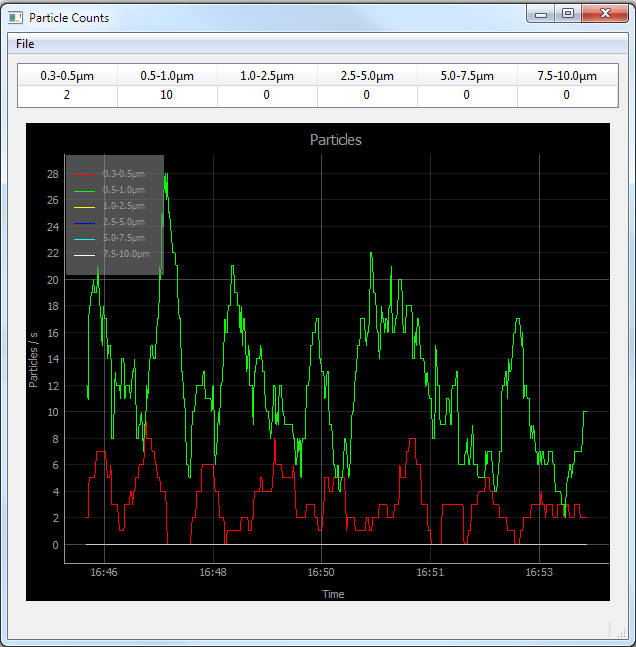 Particle Counts
File
0.3-0.5µm 0.5-1.0µm 1.0-2.5µm 2.5-5.0µm 5.0-7.5µm 7.5-10.0µm
2 10 0 0 0 0
Particles
0.3-0.5µm
0.5-1.0µm
1.0-2.5µm
2.5-5.0µm
5.0-7.5µm
7.5-10.0µm
28
26
24
22
20
18
16
14
12
10
8
6
4
2
0
Particles / s
16:46 16:48 16:50 16:51 16:53
Time